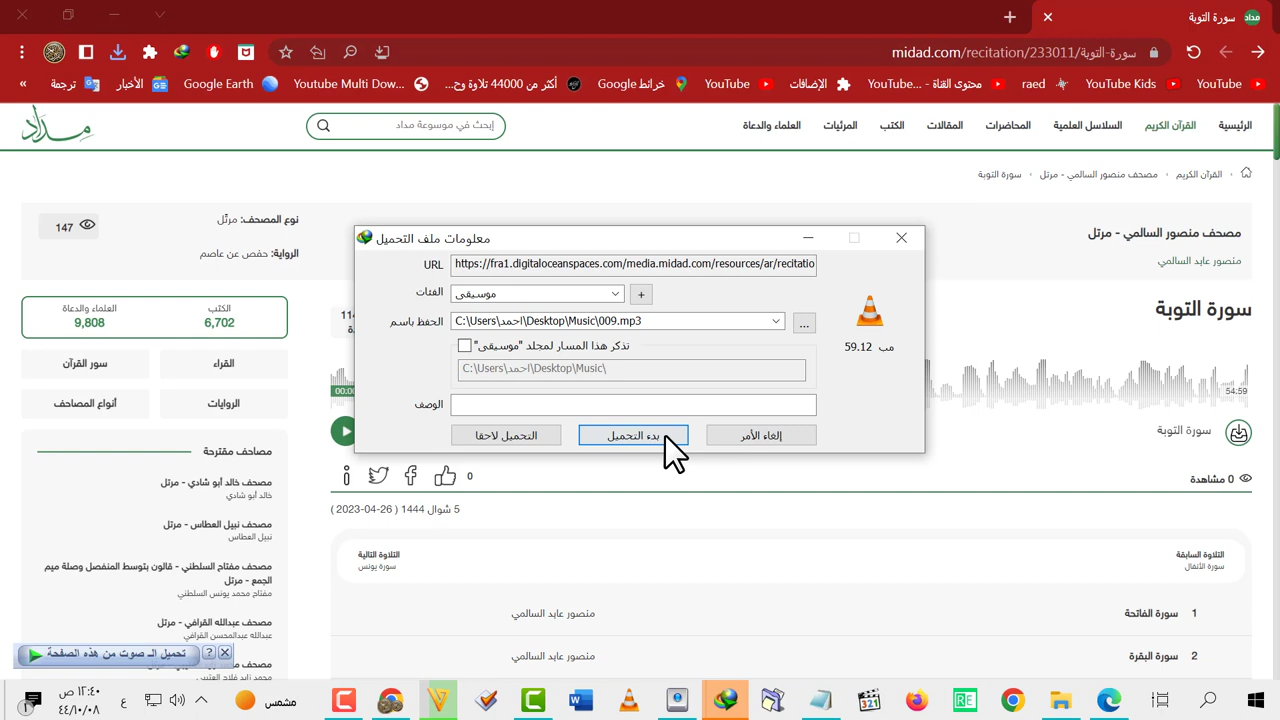 سورة التوبة
midad.com/recitation/233011/سورة-التوبة
YouTube
YouTube Kids
raed
محتوى القناة - YouTube...
الإضافات
YouTube
خرائط Google
أكثر من 44000 تلاوة وح...
Youtube Multi Dow...
Google Earth
الأخبار
ترجمة
»
الرئيسية
القرآن الكريم
السلاسل العلمية
المحاضرات
المقالات
الكتب
المرئيات
العلماء والدعاة
إبحث في موسوعة مداد
مداد
القرآن الكريم
مصحف منصور السالمي - مرتل
سورة التوبة
مصحف منصور السالمي - مرتل
منصور عابد السالمي
نوع المصحف: مرتّل
147
الرواية: حفص عن عاصم
سورة التوبة
الكتب
6,702
العلماء والدعاة
9,808
القراء
سور القرآن
الروايات
أنواع المصاحف
معلومات ملف التحميل
URL
https://fra1.digitaloceanspaces.com/media.midad.com/resources/ar/recitatio
الفئات
موسيقى
+
الحفظ باسم
C:\Users\احمد\Desktop\Music\009.mp3
...
59.12 مب
تذكر هذا المسار لمجلد "موسيقى"
C:\Users\احمد\Desktop\Music\
الوصف
إلغاء الأمر
بدء التحميل
التحميل لاحقا
54:59
سورة التوبة
0 مشاهدة
0
5 شوال 1444 ( 26-04-2023 )
التلاوة السابقة
سورة الأنفال
التلاوة التالية
سورة يونس
1 سورة الفاتحة منصور عابد السالمي
2 سورة البقرة منصور عابد السالمي
مصاحف مقترحة
مصحف خالد أبو شادي - مرتل
خالد أبو شادي
مصحف نبيل العطاس - مرتل
نبيل العطاس
مصحف مفتاح السلطني - قالون بتوسط المنفصل وصلة ميم الجمع - مرتل
مفتاح محمد يونس السلطني
مصحف عبدالله القرافي - مرتل
عبدالله عبدالمحسن القرافي
تحميل الـ صوت من هذه الصفحة
?
مشمس
ع
١٢:٤٠ ص
٤٤/١٠/٠٨